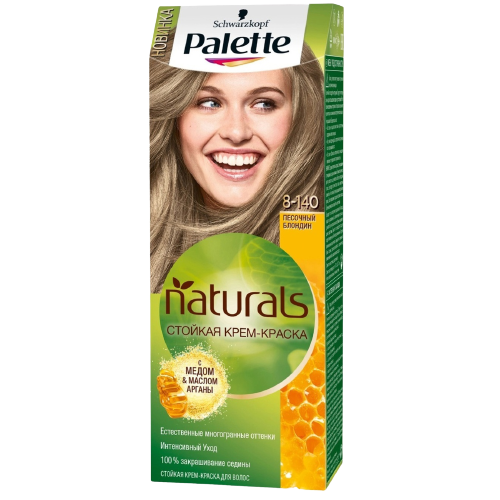 НОВИНКА
Schwarzkopf
Palette
8-140
ПЕСОЧНЫЙ
БЛОНДИН
naturals
СТОЙКАЯ КРЕМ-КРАСКА
С
МЕДОМ
& МАСЛОМ
АРГАНЫ
Естественные многогранные оттенки
Интенсивный Уход
100% закрашивание седины
СТОЙКАЯ КРЕМ-КРАСКА ДЛЯ ВОЛОС